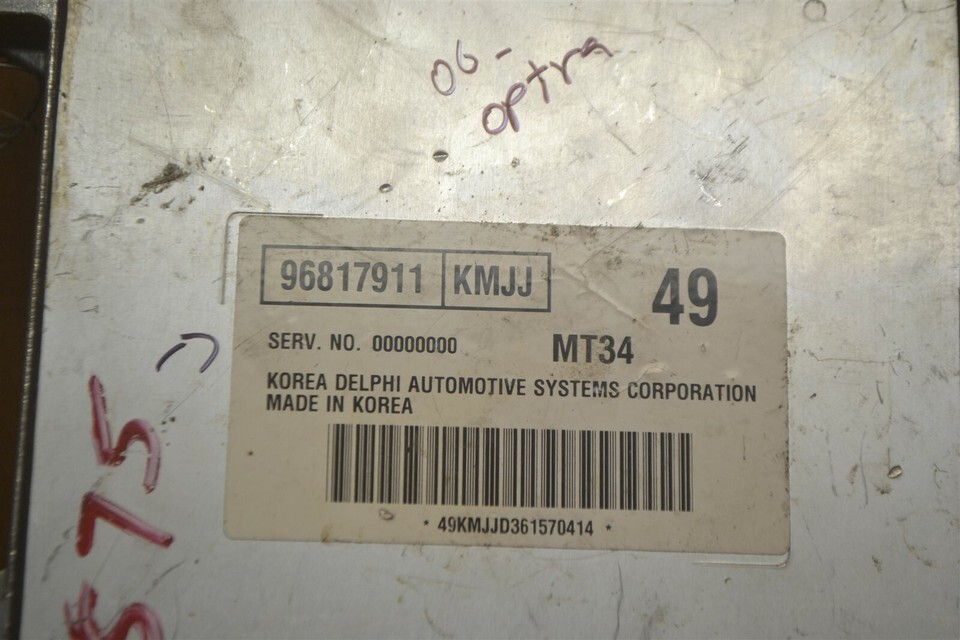 06-
optra
96817911 KMJJ 49
SERV. NO. 00000000 MT34
KOREA DELPHI AUTOMOTIVE SYSTEMS CORPORATION
MADE IN KOREA
* 49KMJJD361570414 *